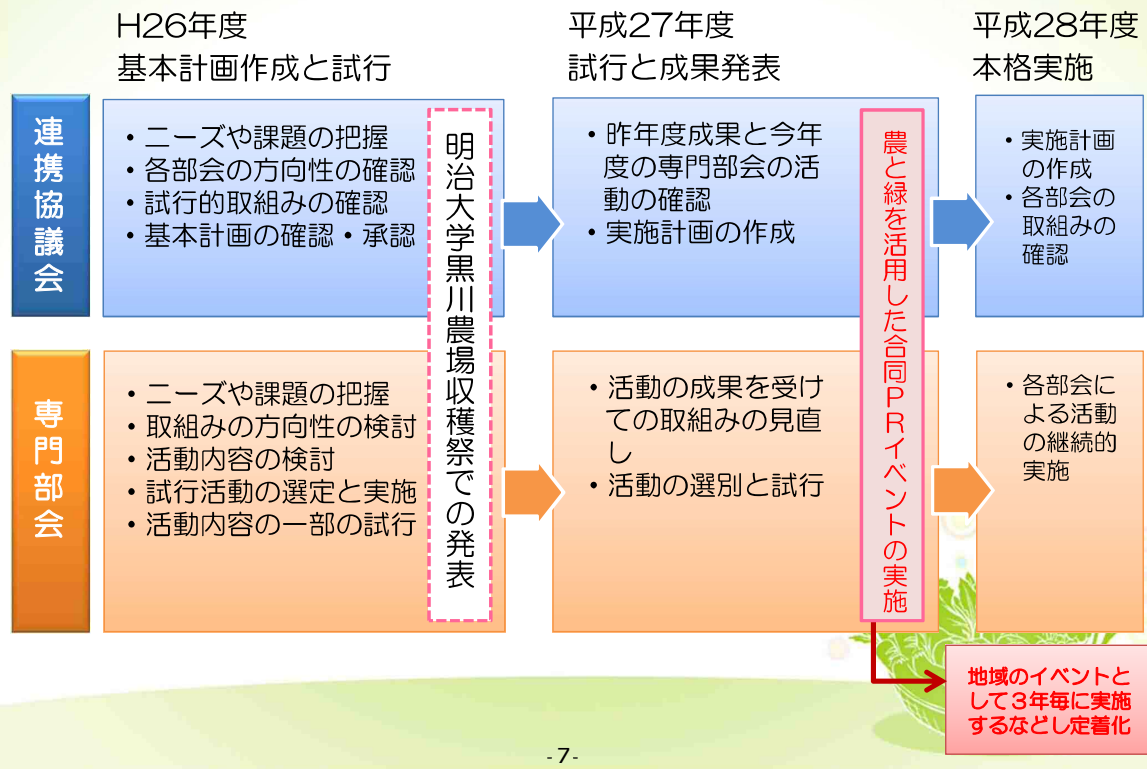 H26年度
基本計画作成と試行
平成27年度
試行と成果発表
平成28年度
本格実施
連携協議会
・ニーズや課題の把握
・各部会の方向性の確認
・試行的取組みの確認
・基本計画の確認・承認
明治大学黒川農場収穫祭での発表
・昨年度成果と今年
度の専門部会の活
動の確認
・実施計画の作成
農と緑を活用した合同PRイベントの実施
・実施計画
の作成
・各部会の
取組みの
確認
専門部会
・ニーズや課題の把握
・取組みの方向性の検討
・活動内容の検討
・試行活動の選定と実施
・活動内容の一部の試行
・活動の成果を受け
ての取組みの見直
し
・活動の選別と試行
・各部会に
よる活動
の継続的
実施
地域のイベントと
して3年毎に実施
するなどし定着化
-7-